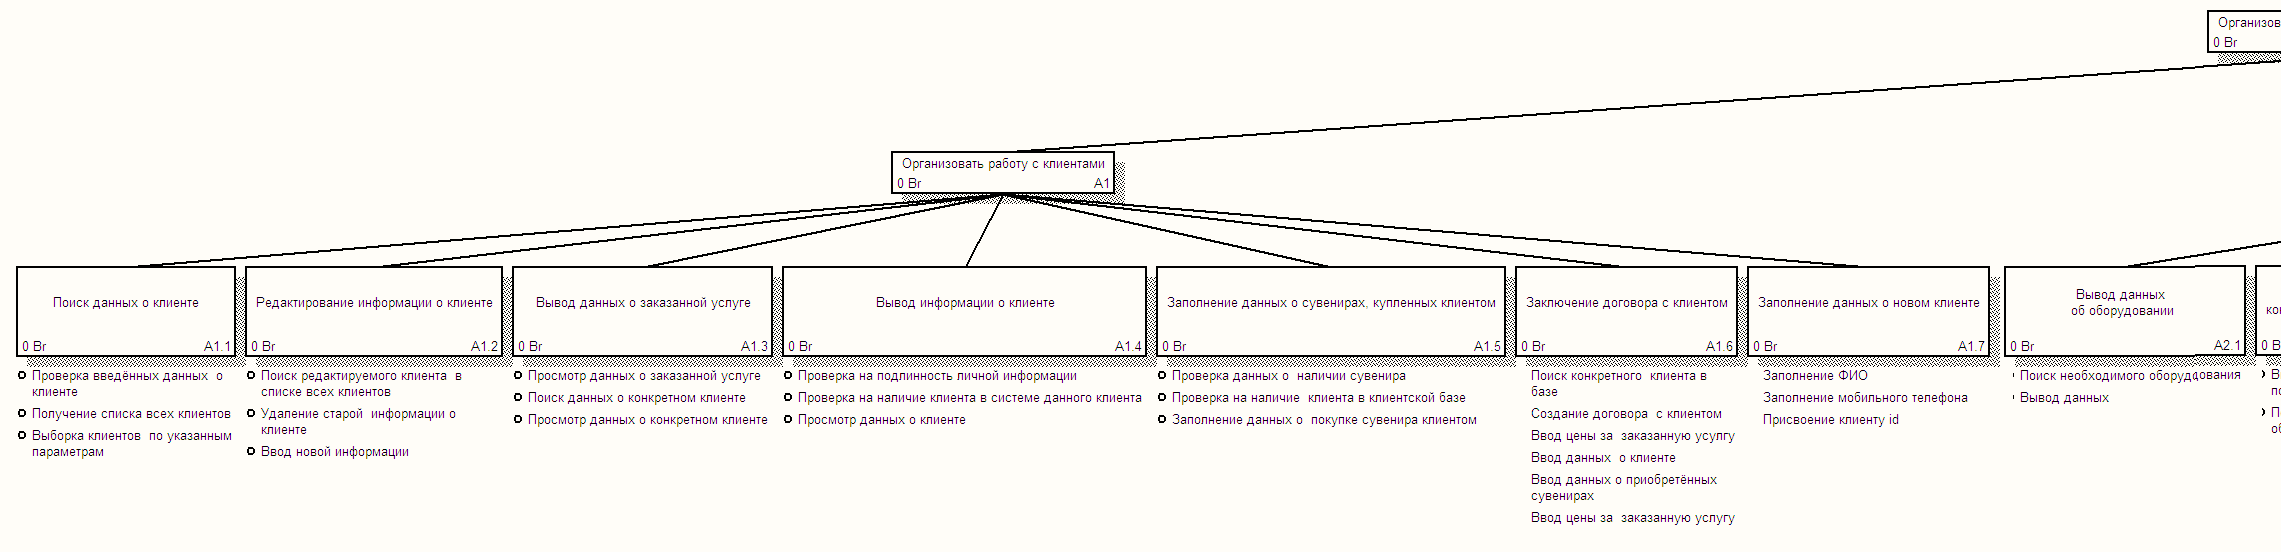 Организов
0 Br
Организовать работу с клиентами
0 Br A1
Поиск данных о клиенте
0 Br A1.1
Проверка введённых данных о
клиенте
Получение списка всех клиентов
Выборка клиентов по указанным
параметрам
Редактирование информации о клиенте
0 Br A1.2
Поиск редактируемого клиента в
списке всех клиентов
Удаление старой информации о
клиенте
Ввод новой информации
Вывод данных о заказанной услуге
0 Br A1.3
Просмотр данных о заказанной услуге
Поиск данных о конкретном клиенте
Просмотр данных о конкретном клиенте
Вывод информации о клиенте
0 Br A1.4
Проверка на подлинность личной информации
Проверка на наличие клиента в системе данного клиента
Просмотр данных о клиенте
Заполнение данных о сувенирах, купленных клиентом
0 Br A1.5
Проверка данных о наличии сувенира
Проверка на наличие клиента в клиентской базе
Заполнение данных о покупке сувенира клиентом
Заключение договора с клиентом
0 Br A1.6
Поиск конкретного клиента в
базе
Создание договора с клиентом
Ввод цены за заказанную усулгу
Ввод данных о клиенте
Ввод данных о приобретённых
сувенирах
Ввод цены за заказанную услугу
Заполнение данных о новом клиенте
0 Br A1.7
Заполнение ФИО
Заполнение мобильного телефона
Присвоение клиенту id
Вывод данных
об оборудовании
0 Br A2.1
Поиск необходимого оборудования
Вывод данных